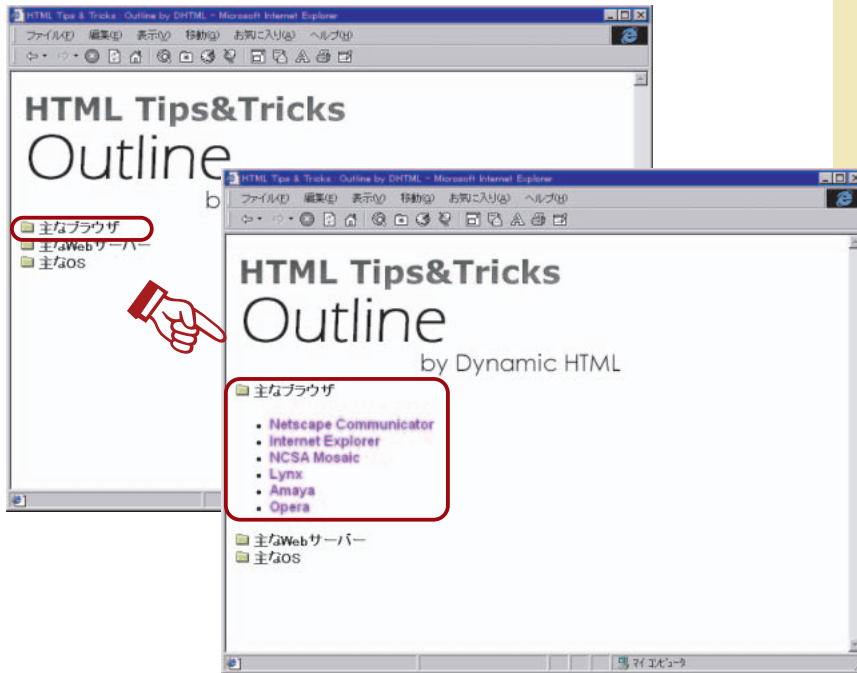 HTML Tips & Tricks : Outline by DHTML - Microsoft Internet Explorer
ファイル(F) 編集(E) 表示(V) 移動(G) お気に入り(A) ヘルプ(H)
HTML Tips&Tricks
Outline
b
主なブラウザ
主なWebサーバー
主なOS
HTML Tips & Tricks : Outline by DHTML - Microsoft Internet Explorer
ファイル(F) 編集(E) 表示(V) 移動(G) お気に入り(A) ヘルプ(H)
HTML Tips&Tricks
Outline
by Dynamic HTML
主なブラウザ
• Netscape Communicator
• Internet Explorer
• NCSA Mosaic
• Lynx
• Amaya
• Opera
主なWebサーバー
主なOS
マイ コンピュータ